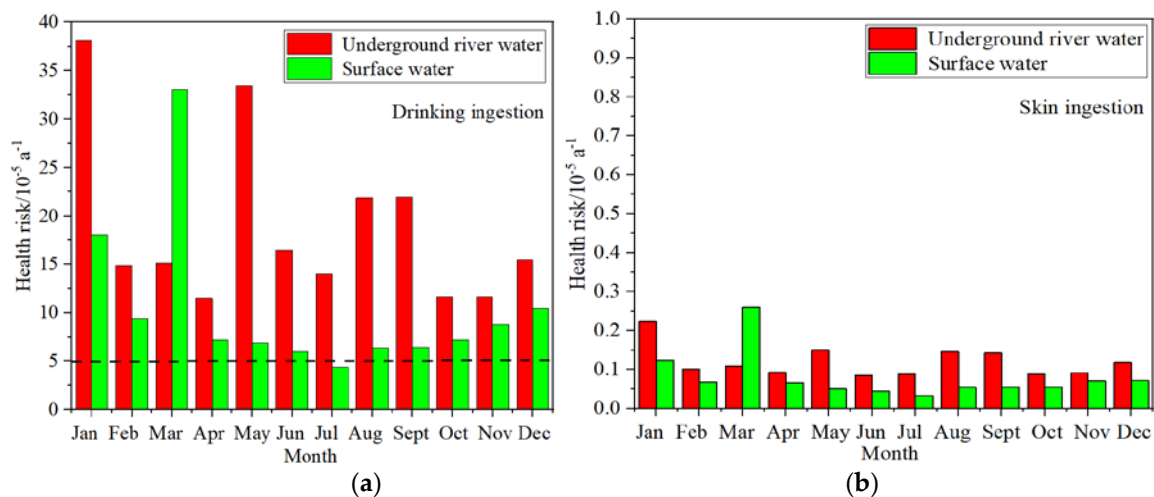 40
35
30
25
20
15
10
5
0
Health risk/10⁻⁵ a⁻¹
Underground river water
Surface water
Drinking ingestion
Jan Feb Mar Apr May Jun Jul Aug Sept Oct Nov Dec
Month
(a)
1.0
0.9
0.8
0.7
0.6
0.5
0.4
0.3
0.2
0.1
0.0
Health risk/10⁻⁵ a⁻¹
Underground river water
Surface water
Skin ingestion
Jan Feb Mar Apr May Jun Jul Aug Sept Oct Nov Dec
Month
(b)